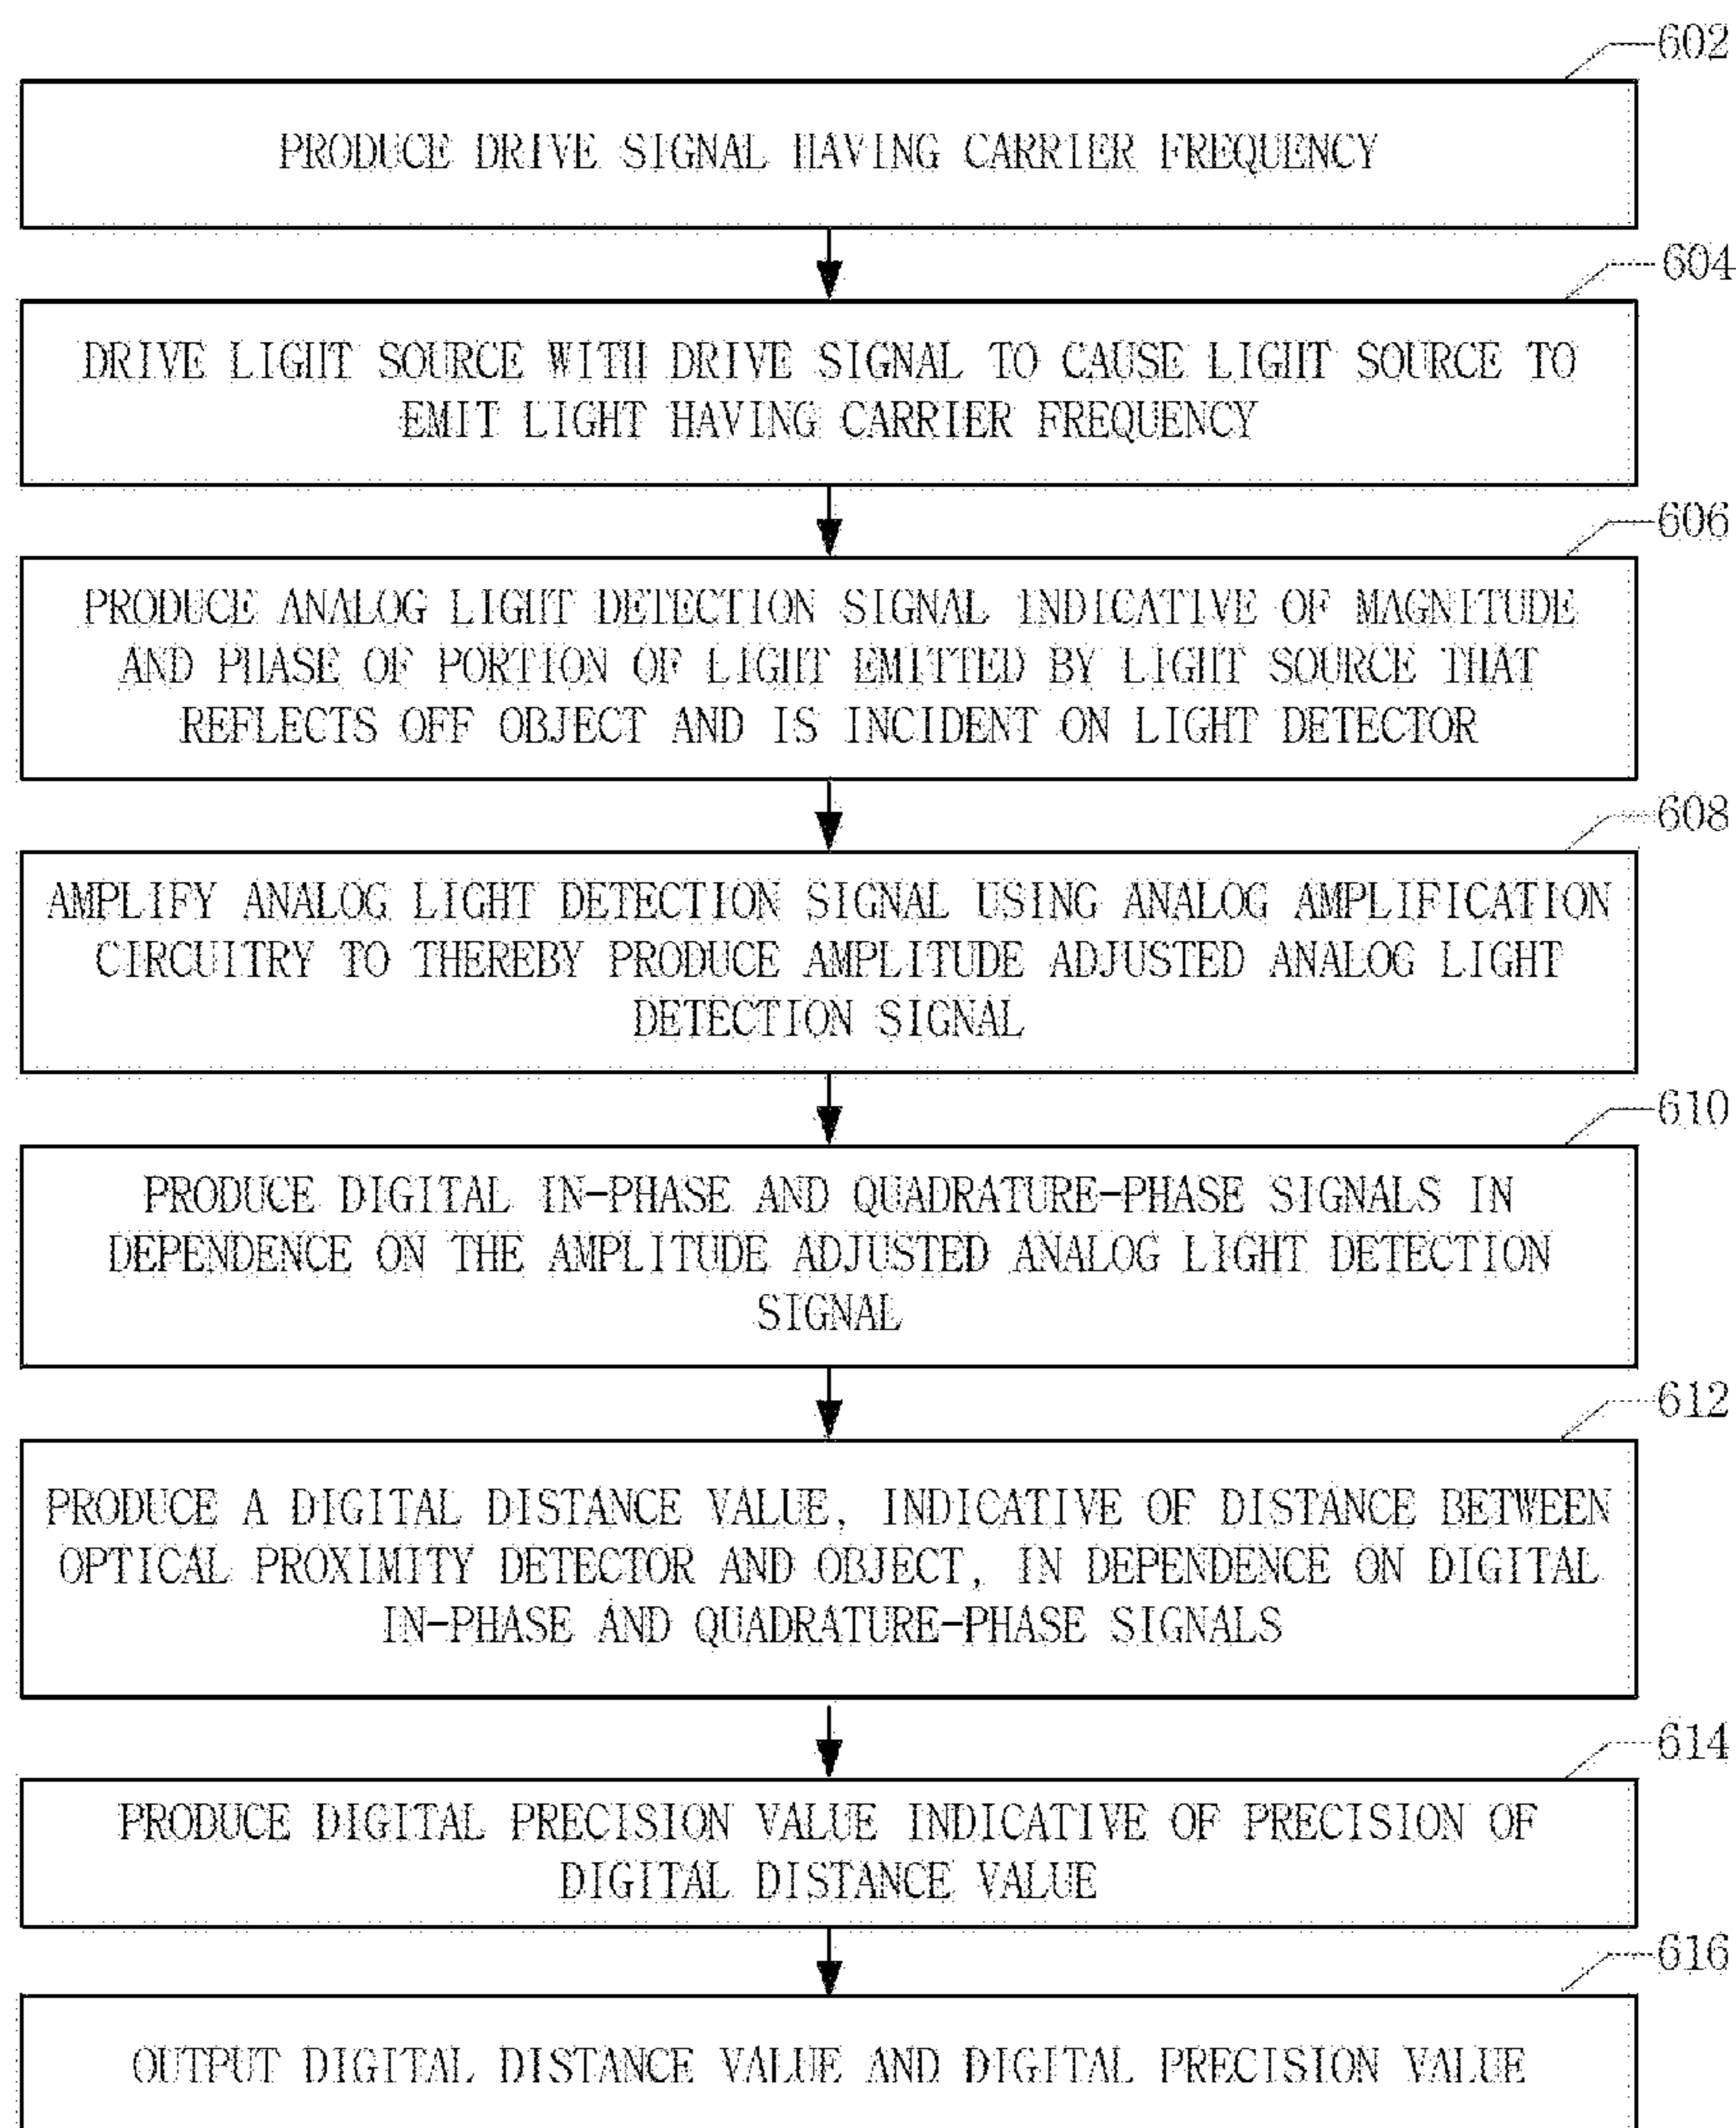 602
PRODUCE DRIVE SIGNAL HAVING CARRIER FREQUENCY
604
DRIVE LIGHT SOURCE WITH DRIVE SIGNAL TO CAUSE LIGHT SOURCE TO
EMIT LIGHT HAVING CARRIER FREQUENCY
606
PRODUCE ANALOG LIGHT DETECTION SIGNAL INDICATIVE OF MAGNITUDE
AND PHASE OF PORTION OF LIGHT EMITTED BY LIGHT SOURCE THAT
REFLECTS OFF OBJECT AND IS INCIDENT ON LIGHT DETECTOR
608
AMPLIFY ANALOG LIGHT DETECTION SIGNAL USING ANALOG AMPLIFICATION
CIRCUITRY TO THEREBY PRODUCE AMPLITUDE ADJUSTED ANALOG LIGHT
DETECTION SIGNAL
610
PRODUCE DIGITAL IN-PHASE AND QUADRATURE-PHASE SIGNALS IN
DEPENDENCE ON THE AMPLITUDE ADJUSTED ANALOG LIGHT DETECTION
SIGNAL
612
PRODUCE A DIGITAL DISTANCE VALUE, INDICATIVE OF DISTANCE BETWEEN
OPTICAL PROXIMITY DETECTOR AND OBJECT, IN DEPENDENCE ON DIGITAL
IN-PHASE AND QUADRATURE-PHASE SIGNALS
614
PRODUCE DIGITAL PRECISION VALUE INDICATIVE OF PRECISION OF
DIGITAL DISTANCE VALUE
616
OUTPUT DIGITAL DISTANCE VALUE AND DIGITAL PRECISION VALUE